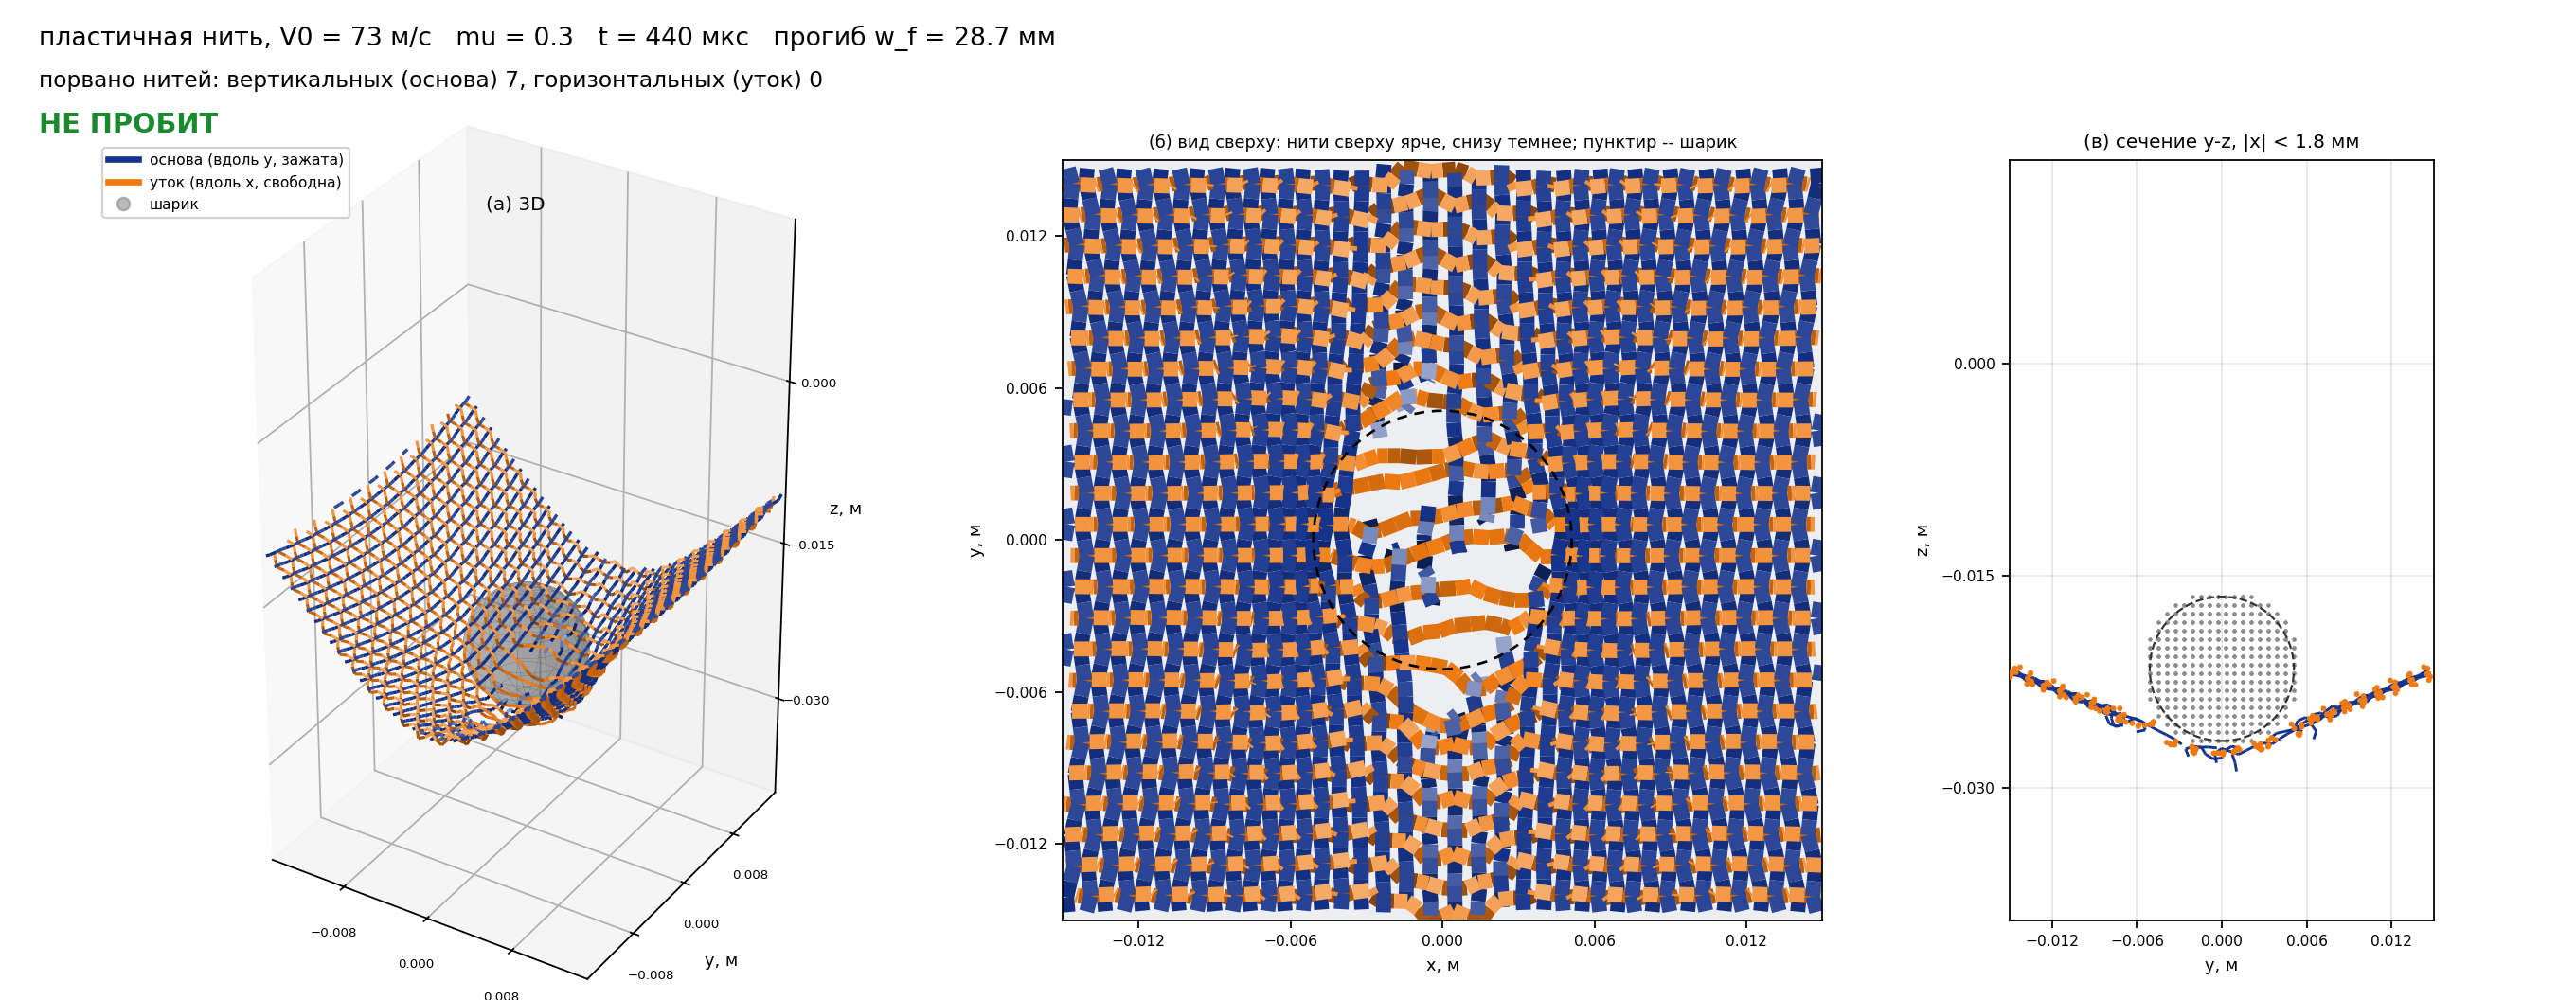 пластичная нить, V0 = 73 м/с   mu = 0.3   t = 440 мкс   прогиб w_f = 28.7 мм
порвано нитей: вертикальных (основа) 7, горизонтальных (уток) 0
НЕ ПРОБИТ
основа (вдоль y, зажата)
уток (вдоль x, свободна)
шарик
(а) 3D
0.000
z, м
−0.015
−0.030
0.008
0.000
−0.008
y, м
−0.008
0.000
0.008
(б) вид сверху: нити сверху ярче, снизу темнее; пунктир -- шарик
0.012
0.006
0.000
−0.006
−0.012
y, м
−0.012 −0.006 0.000 0.006 0.012
x, м
(в) сечение y-z, |x| < 1.8 мм
0.000
−0.015
−0.030
z, м
−0.012 −0.006 0.000 0.006 0.012
y, м